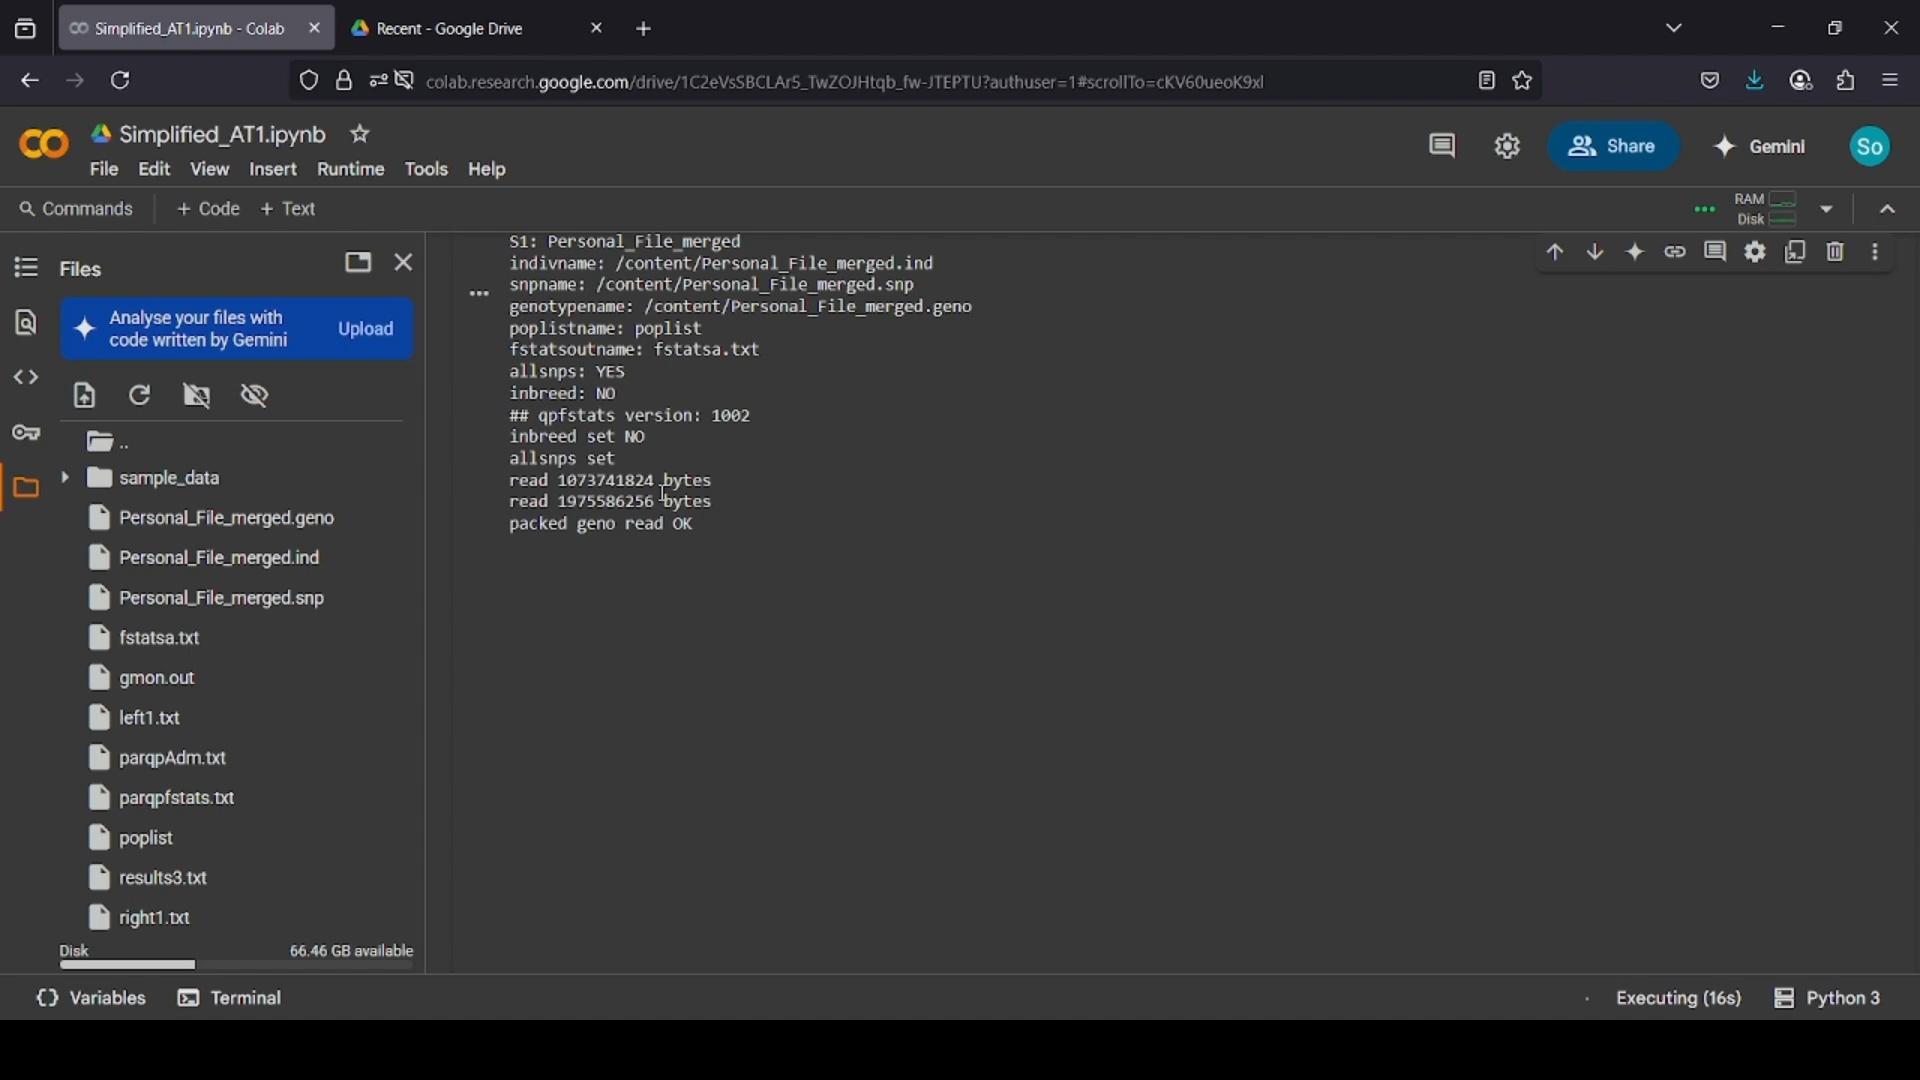 Simplified_AT1.ipynb - Colab
Recent - Google Drive
colab.research.google.com/drive/1C2eVsSBCLAr5_TwZOJHtqb_fw-JTEPTU?authuser=1#scrollTo=cKV60ueoK9xl
CO
Simplified_AT1.ipynb
File Edit View Insert Runtime Tools Help
Share
Gemini
So
Commands
+ Code + Text
RAM
Disk
Files
Analyse your files with
code written by Gemini
Upload
..
sample_data
Personal_File_merged.geno
Personal_File_merged.ind
Personal_File_merged.snp
fstatsa.txt
gmon.out
left1.txt
parqpAdm.txt
parqpfstats.txt
poplist
results3.txt
right1.txt
Disk 66.46 GB available
S1: Personal_File_merged
indivname: /content/Personal_File_merged.ind
snpname: /content/Personal_File_merged.snp
genotypename: /content/Personal_File_merged.geno
poplistname: poplist
fstatsoutname: fstatsa.txt
allsnps: YES
inbreed: NO
## qpfstats version: 1002
inbreed set NO
allsnps set
read 1073741824 bytes
read 1975586256 bytes
packed geno read OK
Variables
Terminal
Executing (16s)
Python 3